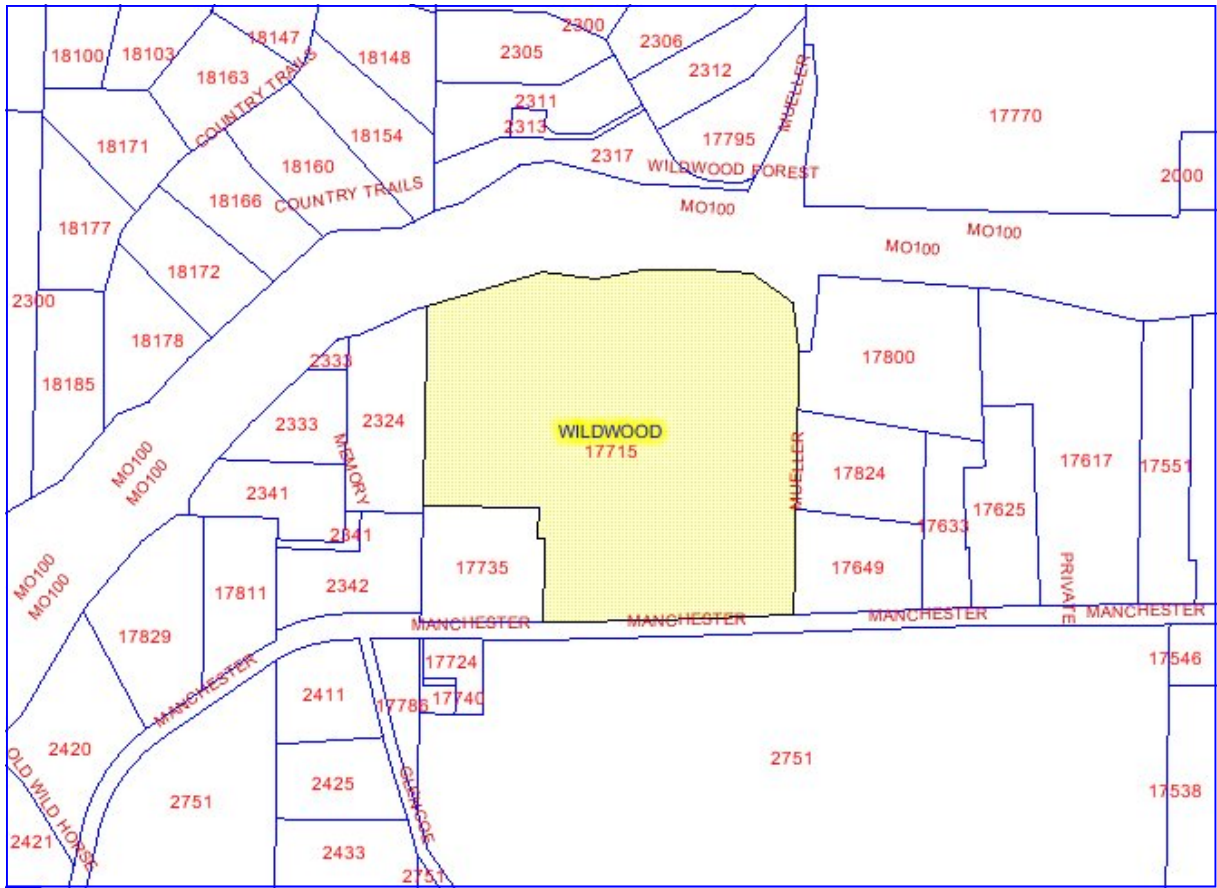 2300
18147
2306
18100
18103
18148
2305
18163
COUNTRY TRAILS
2312
MUELLER
17770
2311
2313
18154
17795
18171
2317
18160
WILDWOOD FOREST
2000
18166
COUNTRY TRAILS
MO100
17177
MO100
MO100
18172
2300
18178
2333
17800
18185
2333
2324
WILDWOOD
17715
17617
MO100
MO100
MEMORY
MUELLER
17824
17551
2341
17625
17633
2341
17735
17649
MO100
MO100
17811
2342
PRIVATE
MANCHESTER
MANCHESTER
MANCHESTER
MANCHESTER
17829
MANCHESTER
17724
17546
2411
17786
17740
2420
OLD WILD HORSE
2751
2425
GLENCOE
2751
17538
2421
2433
2751